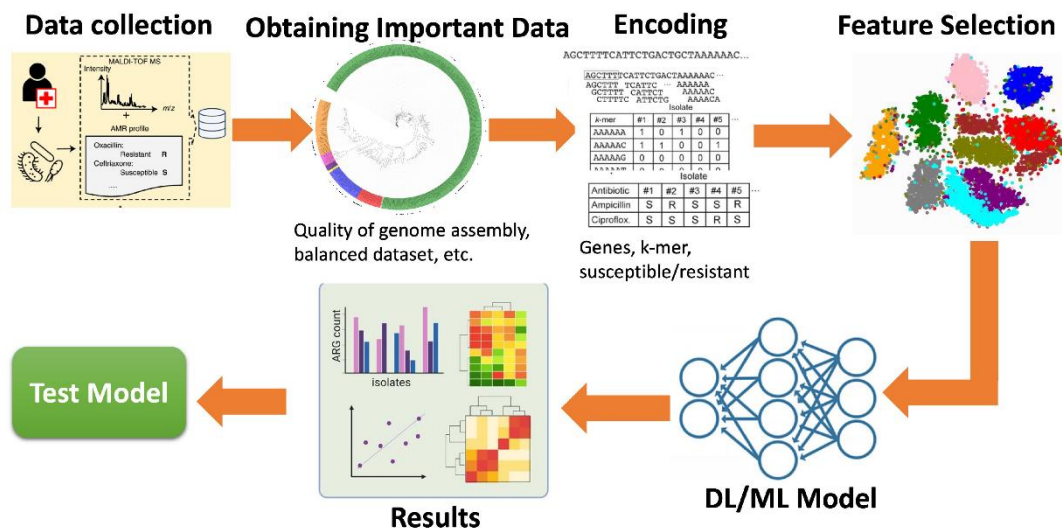 Data collection
MALDI-TOF MS
Intensity
m/z
+
AMR profile
Oxacillin:
Resistant R
Ceftriaxone:
Susceptible S
....
Obtaining Important Data
Quality of genome assembly,
balanced dataset, etc.
Encoding
AGCTTTTCATTCTGACTGCTAAAAAAC...
AGCTTTTCATTCTGACTAAAAAAC...
AGCTTT TCATTC ... AAAAAA
GCTTTT CATTCT AAAAAC
CTTTTC ATTCTG AAAACA
Isolate
k-mer #1 #2 #3 #4 #5 ...
AAAAAA 1 0 1 0 0
AAAAAC 1 1 0 0 1
AAAAAG 0 0 0 0 0
Isolate
Antibiotic #1 #2 #3 #4 #5 ...
Ampicillin S R S S R
Ciproflox. S S S R S
Genes, k-mer,
susceptible/resistant
Feature Selection
DL/ML Model
ARG count
isolates
Results
Test Model